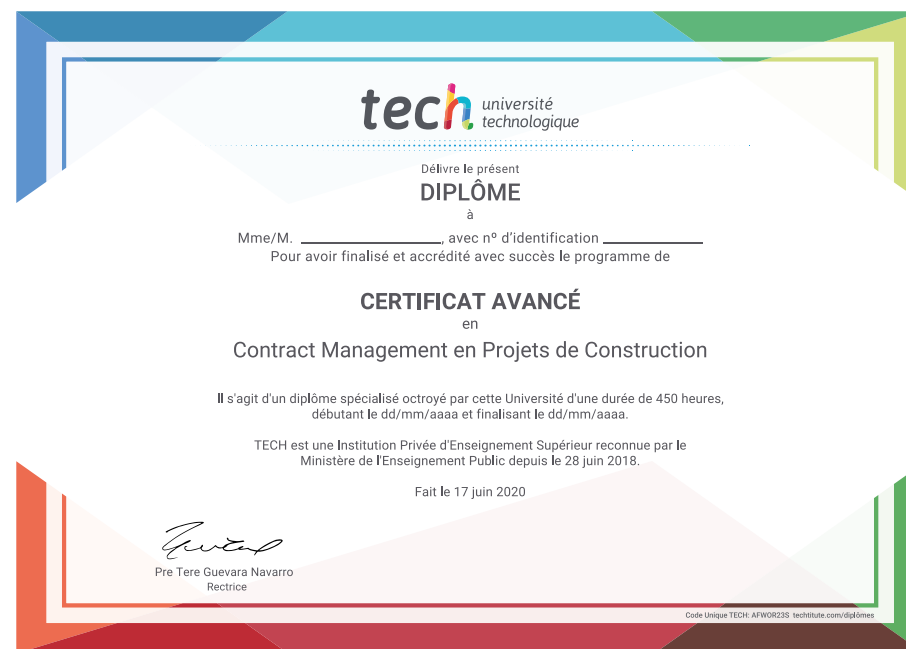 tech université
technologique
Délivre le présent
DIPLÔME
à
Mme/M. ____________________, avec nº d'identification ______________
Pour avoir finalisé et accrédité avec succès le programme de
CERTIFICAT AVANCÉ
en
Contract Management en Projets de Construction
Il s'agit d'un diplôme spécialisé octroyé par cette Université d'une durée de 450 heures,
débutant le dd/mm/aaaa et finalisant le dd/mm/aaaa.
TECH est une Institution Privée d'Enseignement Supérieur reconnue par le
Ministère de l'Enseignement Public depuis le 28 juin 2018.
Fait le 17 juin 2020
Pre Tere Guevara Navarro
Rectrice
Code Unique TECH: AFWOR23S techtitute.com/diplômes